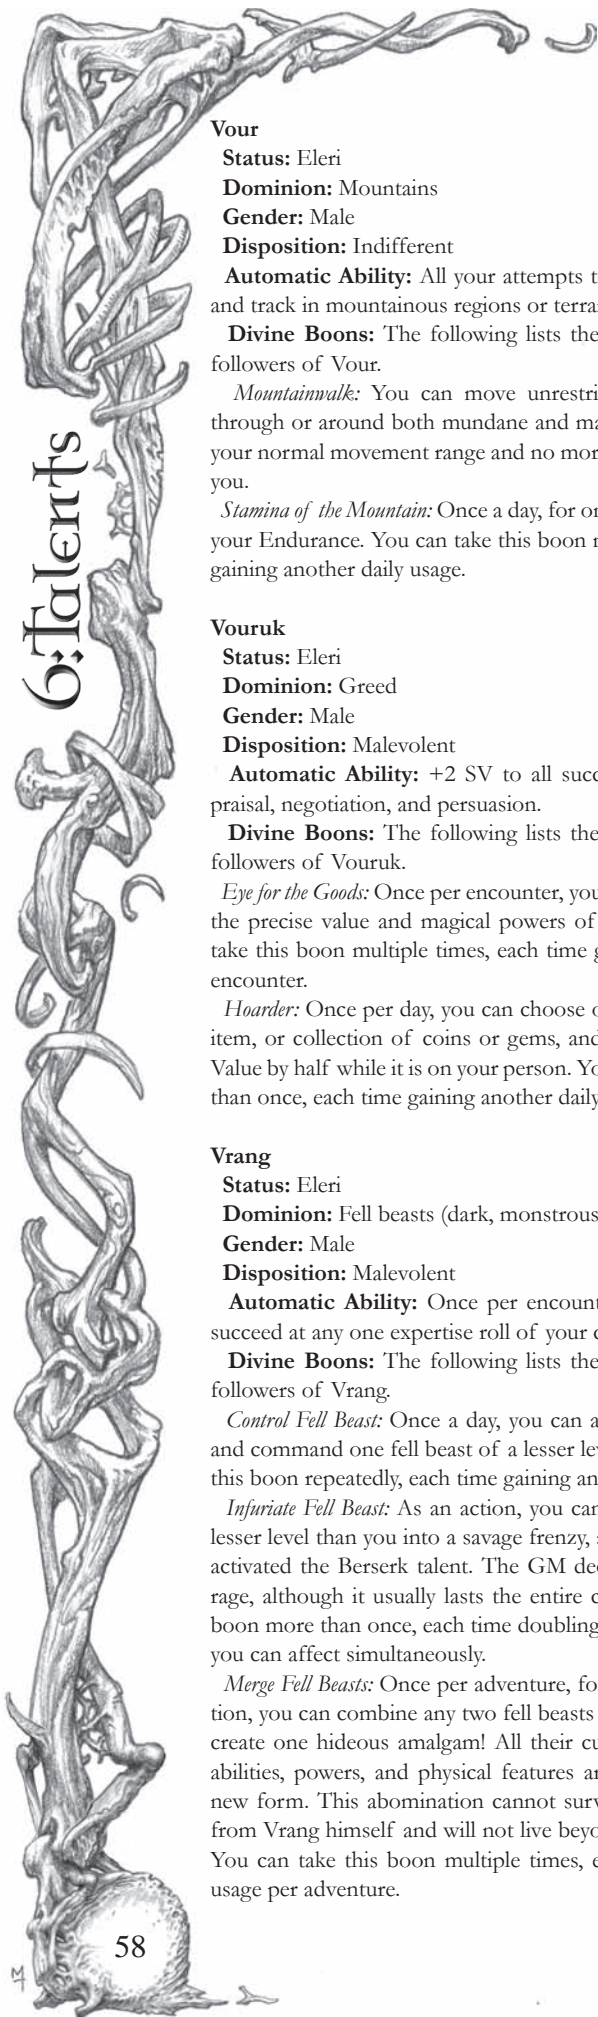 6:Talents
Vour
Status: Eleri
Dominion: Mountains
Gender: Male
Disposition: Indifferent
Automatic Ability: All your attempts t
and track in mountainous regions or terra
Divine Boons: The following lists the
followers of Vour.
Mountainwalk: You can move unrestri
through or around both mundane and ma
your normal movement range and no mor
you.
Stamina of the Mountain: Once a day, for o
your Endurance. You can take this boon
gaining another daily usage.
Vouruk
Status: Eleri
Dominion: Greed
Gender: Male
Disposition: Malevolent
Automatic Ability: +2 SV to all succ
praisal, negotiation, and persuasion.
Divine Boons: The following lists the
followers of Vouruk.
Eye for the Goods: Once per encounter, you
the precise value and magical powers of
take this boon multiple times, each time g
encounter.
Hoarder: Once per day, you can choose o
item, or collection of coins or gems, and
Value by half while it is on your person. Yo
than once, each time gaining another daily
Vrang
Status: Eleri
Dominion: Fell beasts (dark, monstrous
Gender: Male
Disposition: Malevolent
Automatic Ability: Once per encount
succeed at any one expertise roll of your c
Divine Boons: The following lists the
followers of Vrang.
Control Fell Beast: Once a day, you can a
and command one fell beast of a lesser lev
this boon repeatedly, each time gaining an
Infuriate Fell Beast: As an action, you can
lesser level than you into a savage frenzy,
activated the Berserk talent. The GM dec
rage, although it usually lasts the entire c
boon more than once, each time doubling
you can affect simultaneously.
Merge Fell Beasts: Once per adventure, fo
tion, you can combine any two fell beasts
create one hideous amalgam! All their cu
abilities, powers, and physical features ar
new form. This abomination cannot surv
from Vrang himself and will not live beyo
You can take this boon multiple times, e
usage per adventure.
58